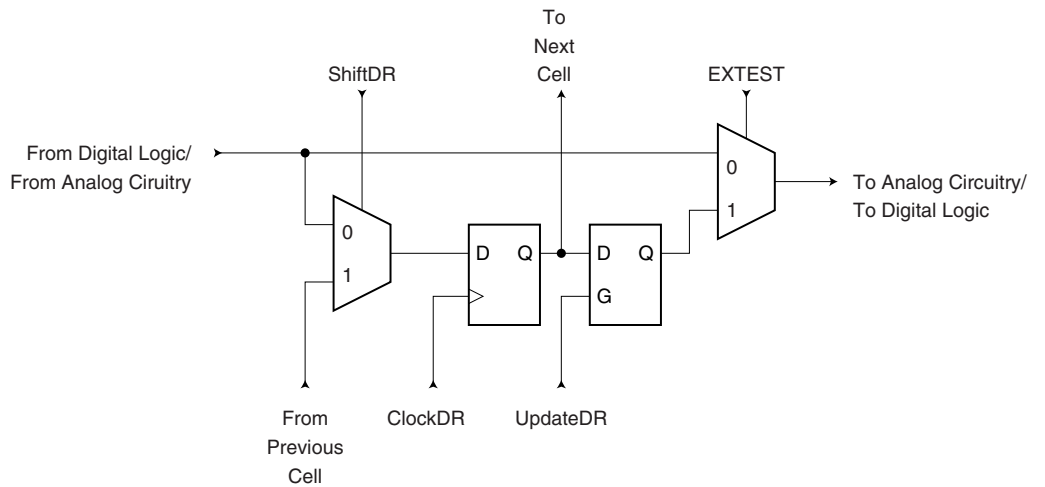 To
Next
Cell
ShiftDR
EXTEST
From Digital Logic/
From Analog Ciruitry
0
1
To Analog Circuitry/
To Digital Logic
0
1
D Q
D Q
G
From
Previous
Cell
ClockDR
UpdateDR